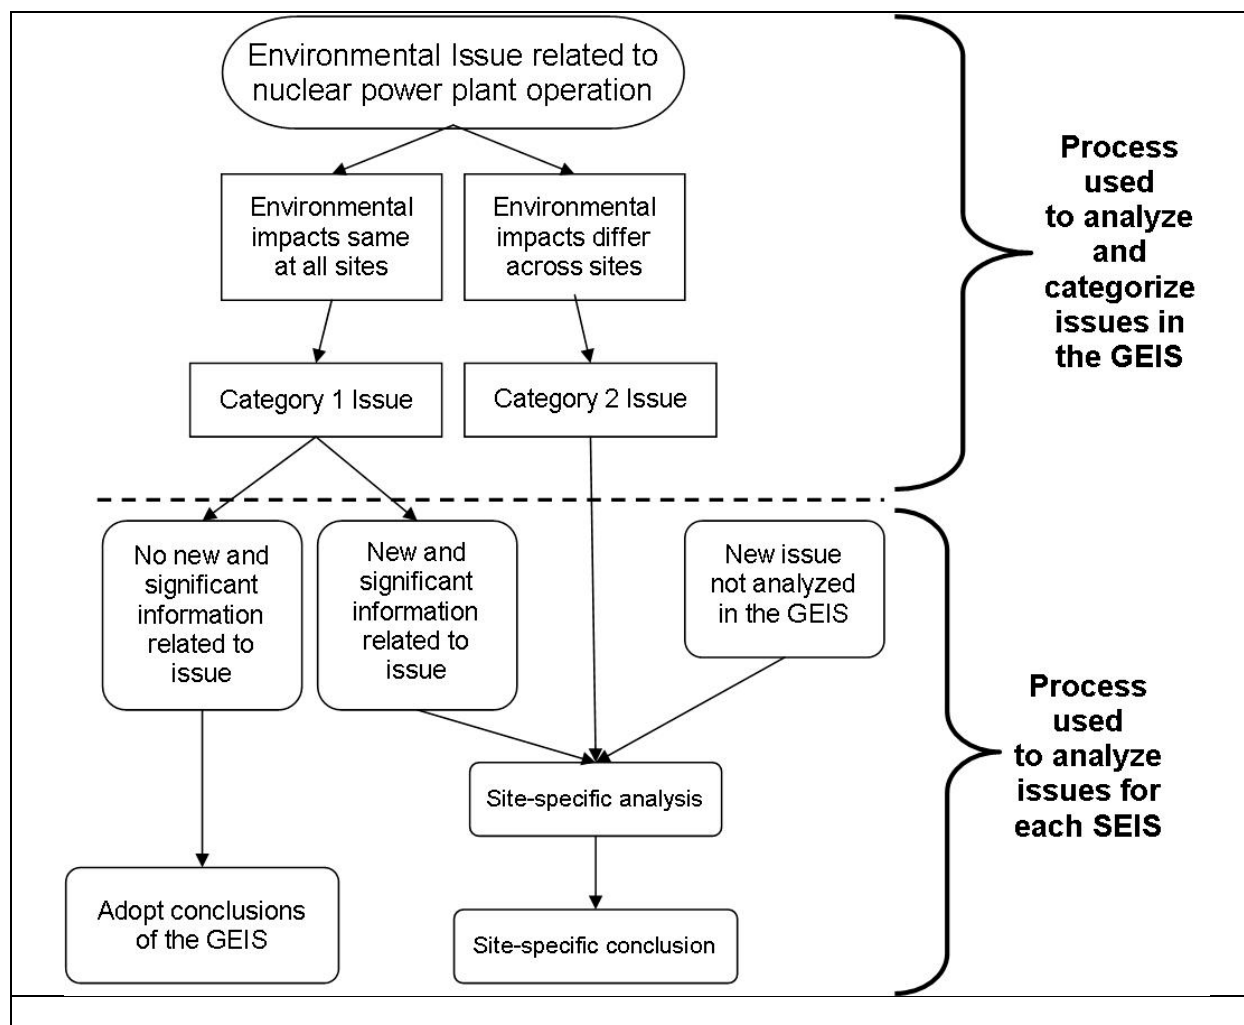 Environmental Issue related to
nuclear power plant operation
Environmental
impacts same
at all sites
Environmental
impacts differ
across sites
Category 1 Issue
Category 2 Issue
Process
used
to analyze
and
categorize
issues in
the GEIS
No new and
significant
information
related to
issue
New and
significant
information
related to
issue
New issue
not analyzed
in the GEIS
Site-specific analysis
Adopt conclusions
of the GEIS
Site-specific conclusion
Process
used
to analyze
issues for
each SEIS